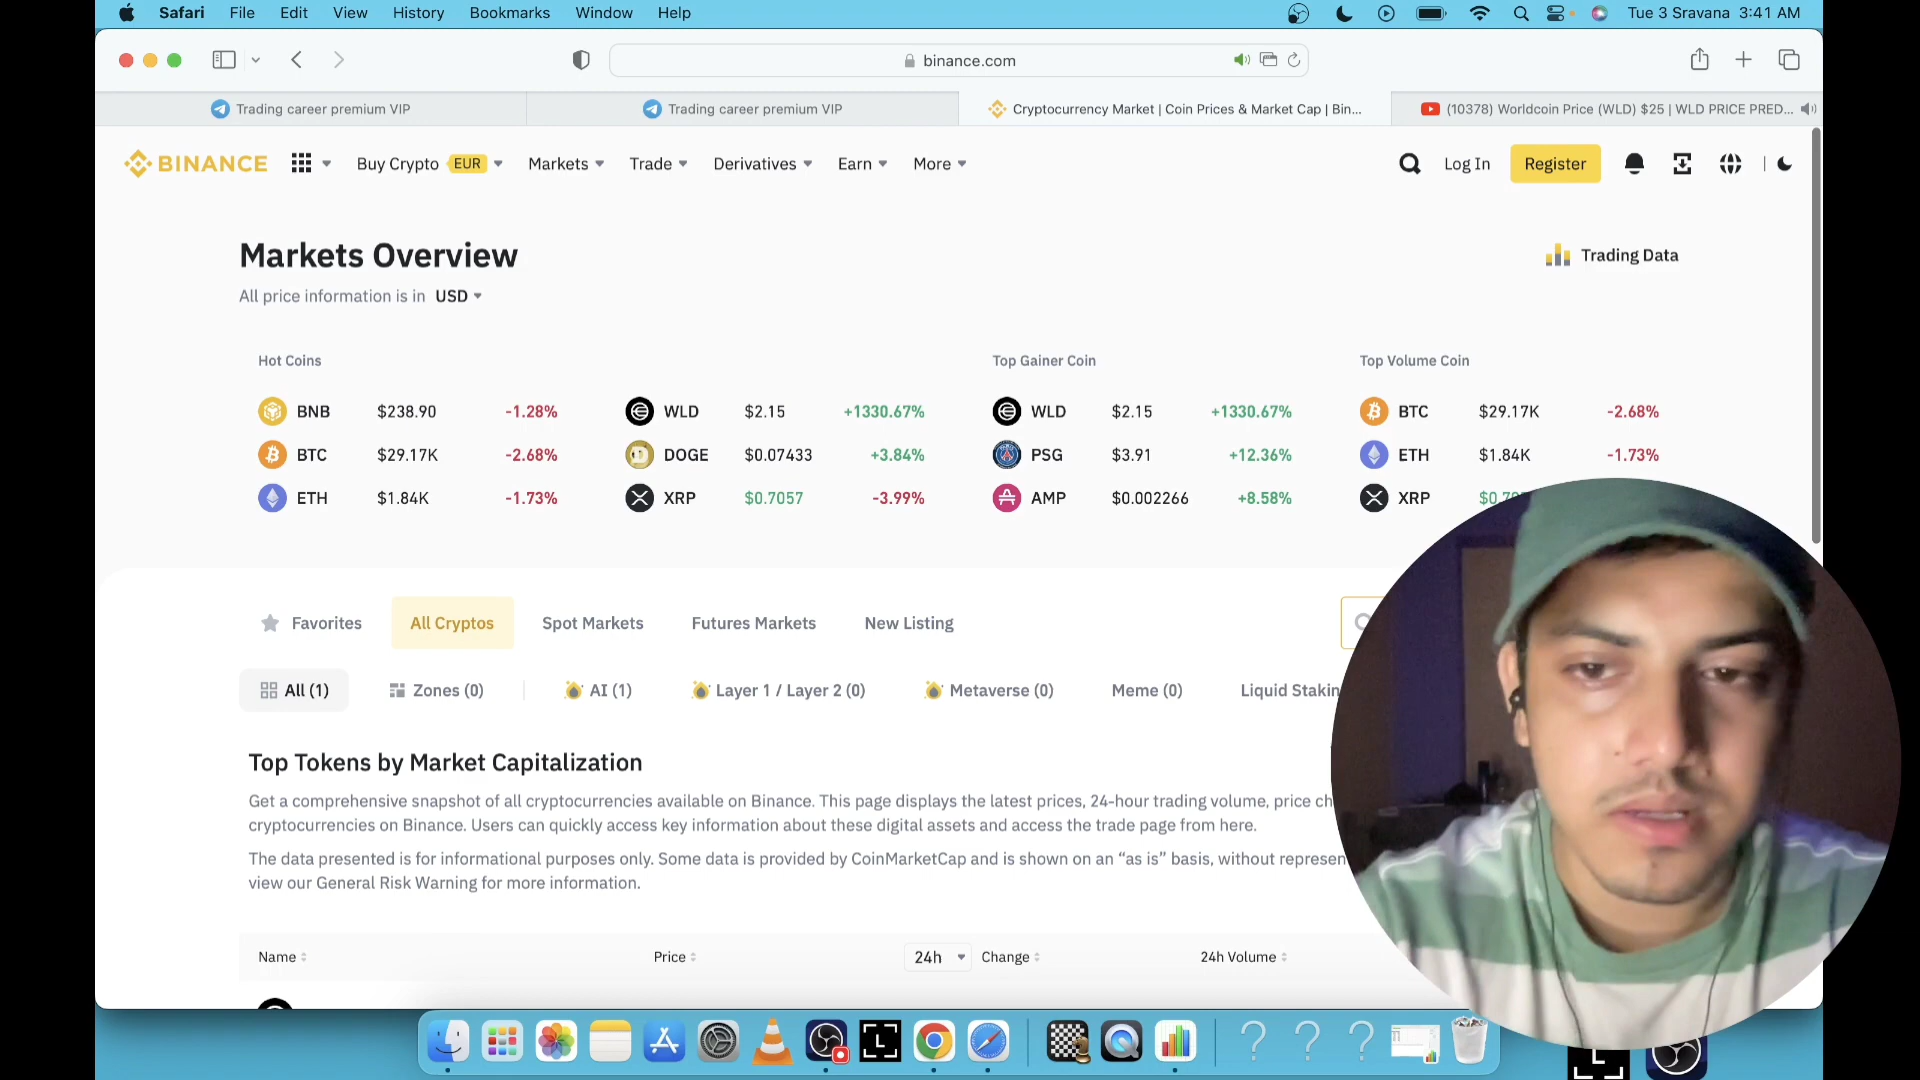 Safari File Edit View History Bookmarks Window Help Tue 3 Sravana 3:41 AM
binance.com
Trading career premium VIP
Trading career premium VIP
Cryptocurrency Market | Coin Prices & Market Cap | Bin...
(10378) Worldcoin Price (WLD) $25 | WLD PRICE PRED...
BINANCE Buy Crypto EUR Markets Trade Derivatives Earn More Log In Register
Markets Overview
Trading Data
All price information is in USD
Hot Coins Top Gainer Coin Top Volume Coin
BNB $238.90 -1.28% WLD $2.15 +1330.67% WLD $2.15 +1330.67% BTC $29.17K -2.68%
BTC $29.17K -2.68% DOGE $0.07433 +3.84% PSG $3.91 +12.36% ETH $1.84K -1.73%
ETH $1.84K -1.73% XRP $0.7057 -3.99% AMP $0.002266 +8.58% XRP
Favorites All Cryptos Spot Markets Futures Markets New Listing
All (1) Zones (0) AI (1) Layer 1 / Layer 2 (0) Metaverse (0) Meme (0) Liquid
Top Tokens by Market Capitalization
Get a comprehensive snapshot of all cryptocurrencies available on Binance. This page displays the latest prices, 24-hour trading volume, price
cryptocurrencies on Binance. Users can quickly access key information about these digital assets and access the trade page from here.
The data presented is for informational purposes only. Some data is provided by CoinMarketCap and is shown on an “as is” basis, without
view our General Risk Warning for more information.
Name Price 24h Change 24h Volume